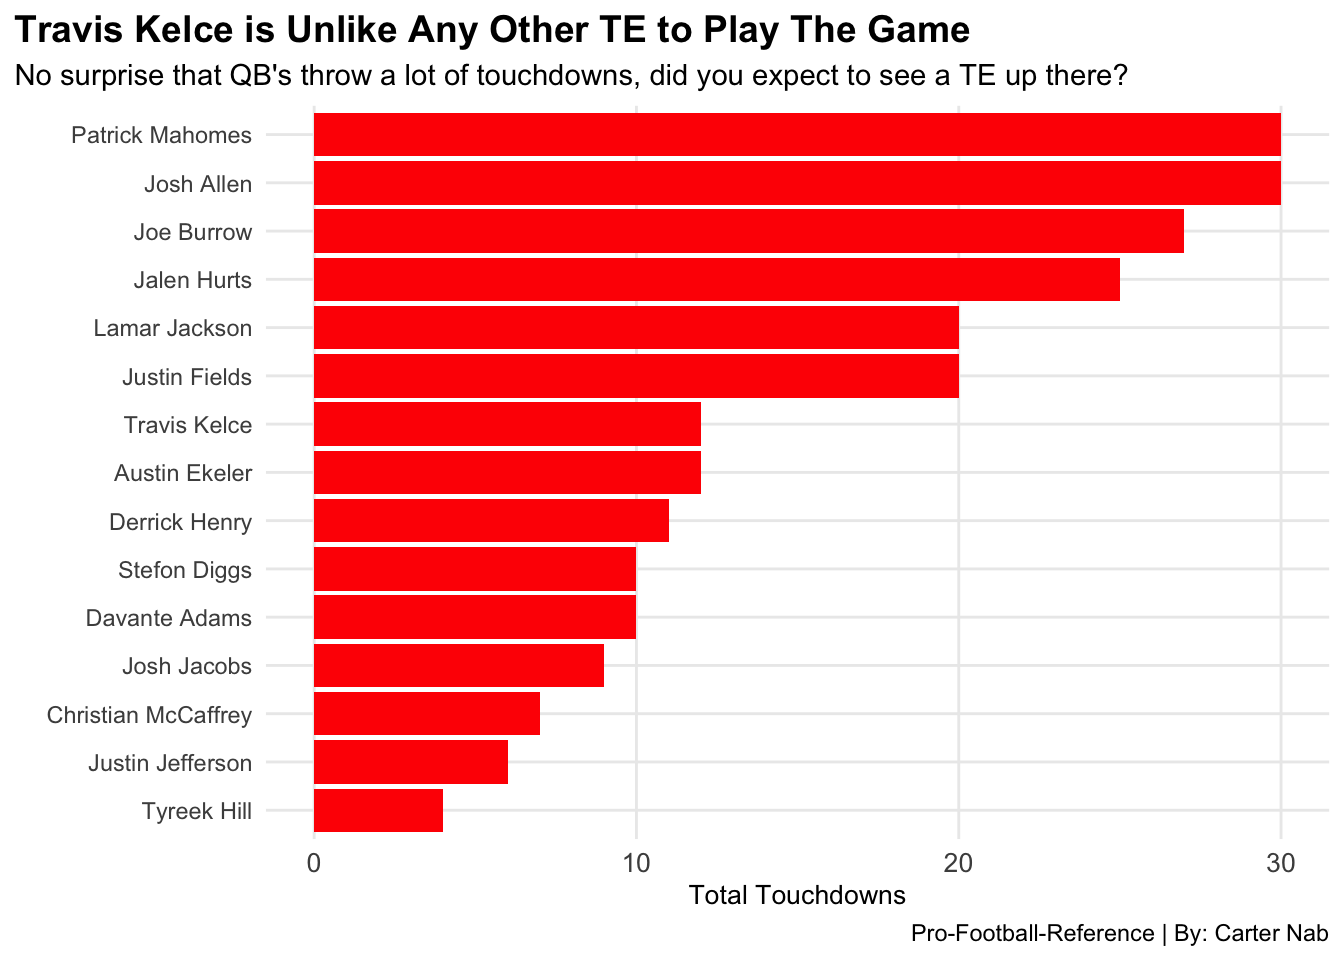 Travis Kelce is Unlike Any Other TE to Play The Game
No surprise that QB's throw a lot of touchdowns, did you expect to see a TE up there?
Patrick Mahomes
Josh Allen
Joe Burrow
Jalen Hurts
Lamar Jackson
Justin Fields
Travis Kelce
Austin Ekeler
Derrick Henry
Stefon Diggs
Davante Adams
Josh Jacobs
Christian McCaffrey
Justin Jefferson
Tyreek Hill
0 10 20 30
Total Touchdowns
Pro-Football-Reference | By: Carter Nab